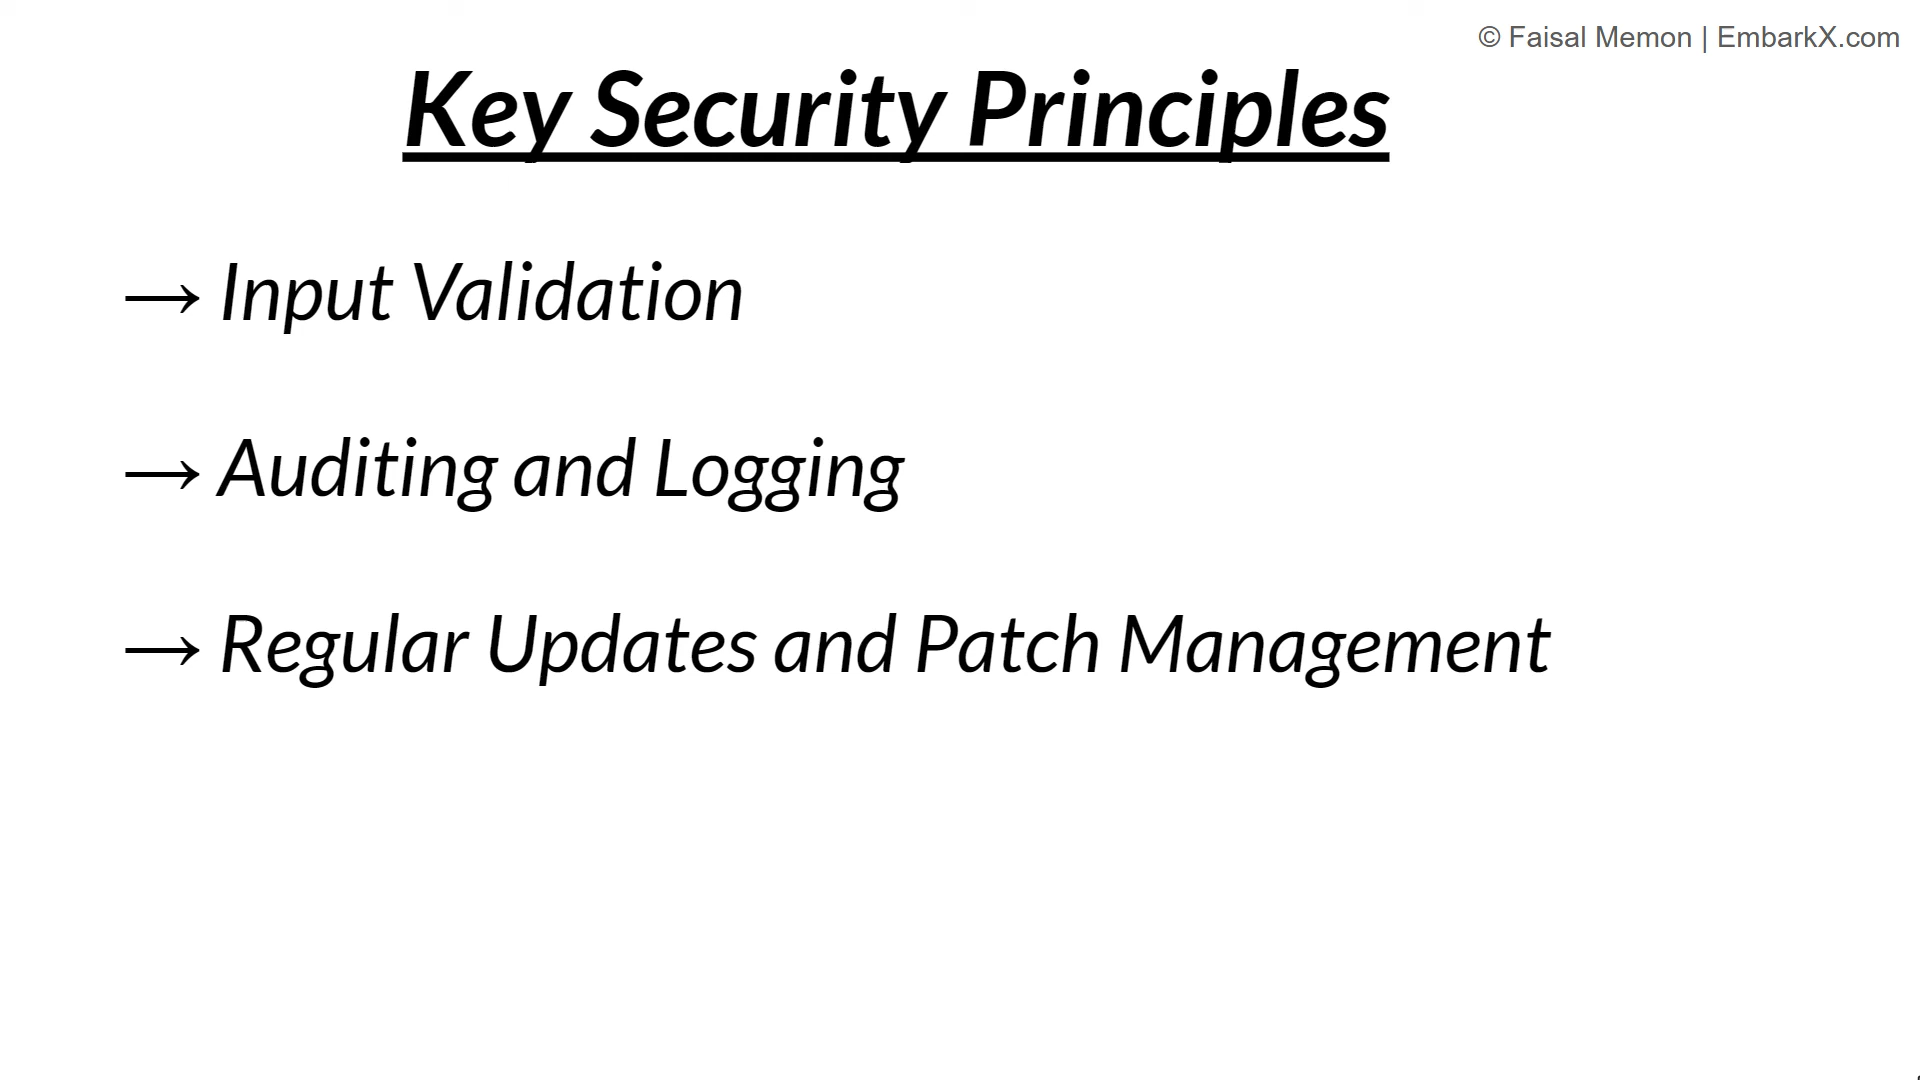 © Faisal Memon | EmbarkX.com
Key Security Principles
→ Input Validation
→ Auditing and Logging
→ Regular Updates and Patch Management